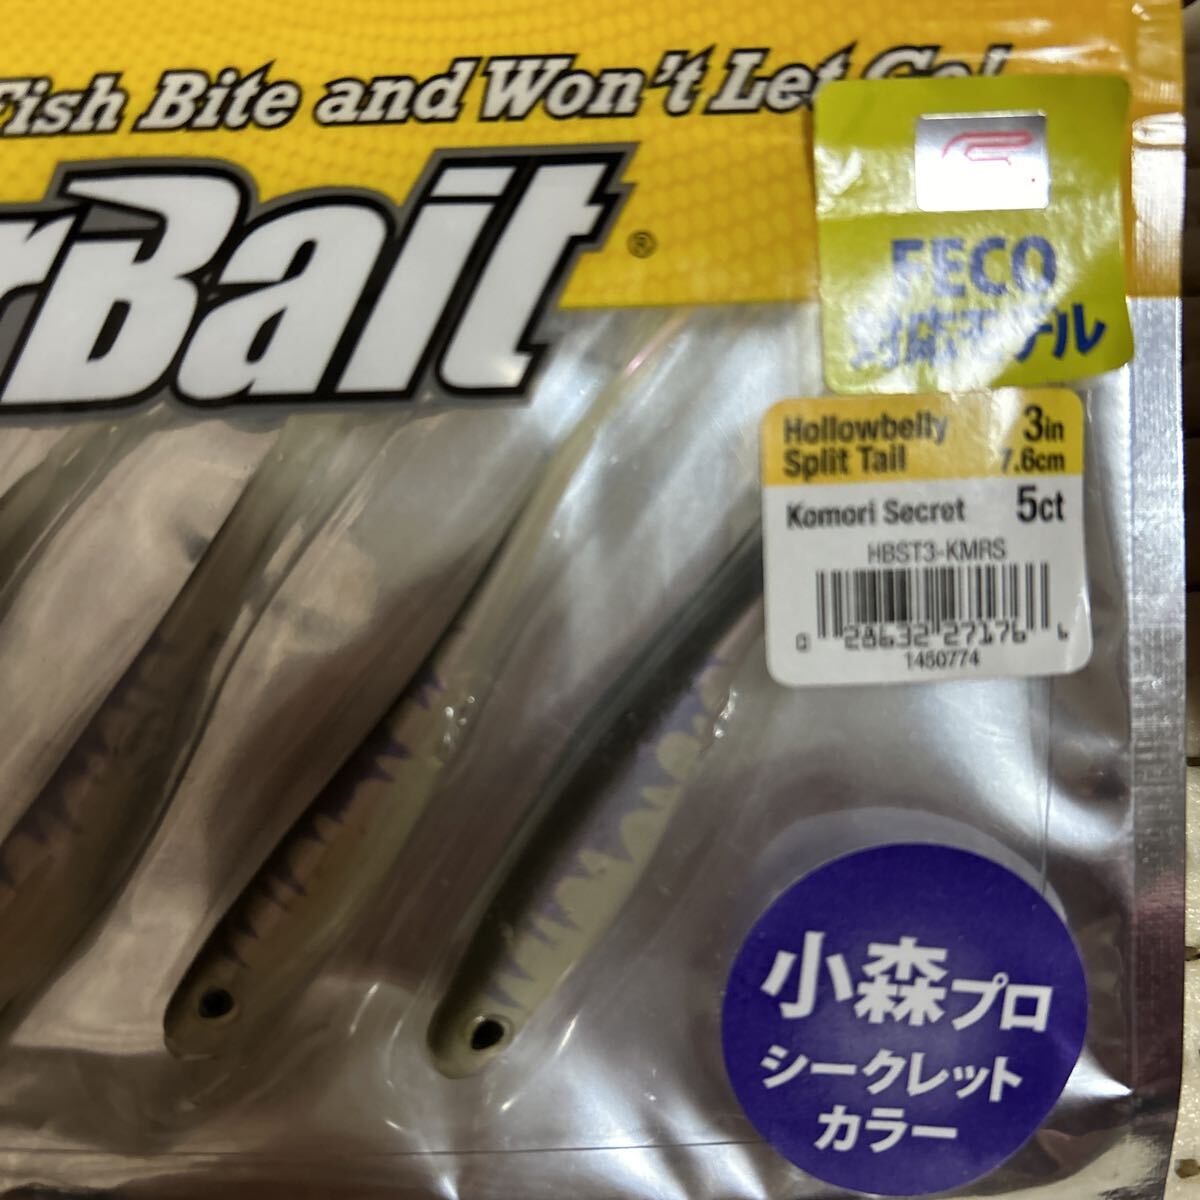 Fish Bite and Won't Let Go!
rBait®
FECO
対応モデル
Hollowbelly 3in
Split Tail 7.6cm
Komori Secret 5ct
HBST3-KMRS
0 28632 27176 6
1450774
小森プロ
シークレット
カラー